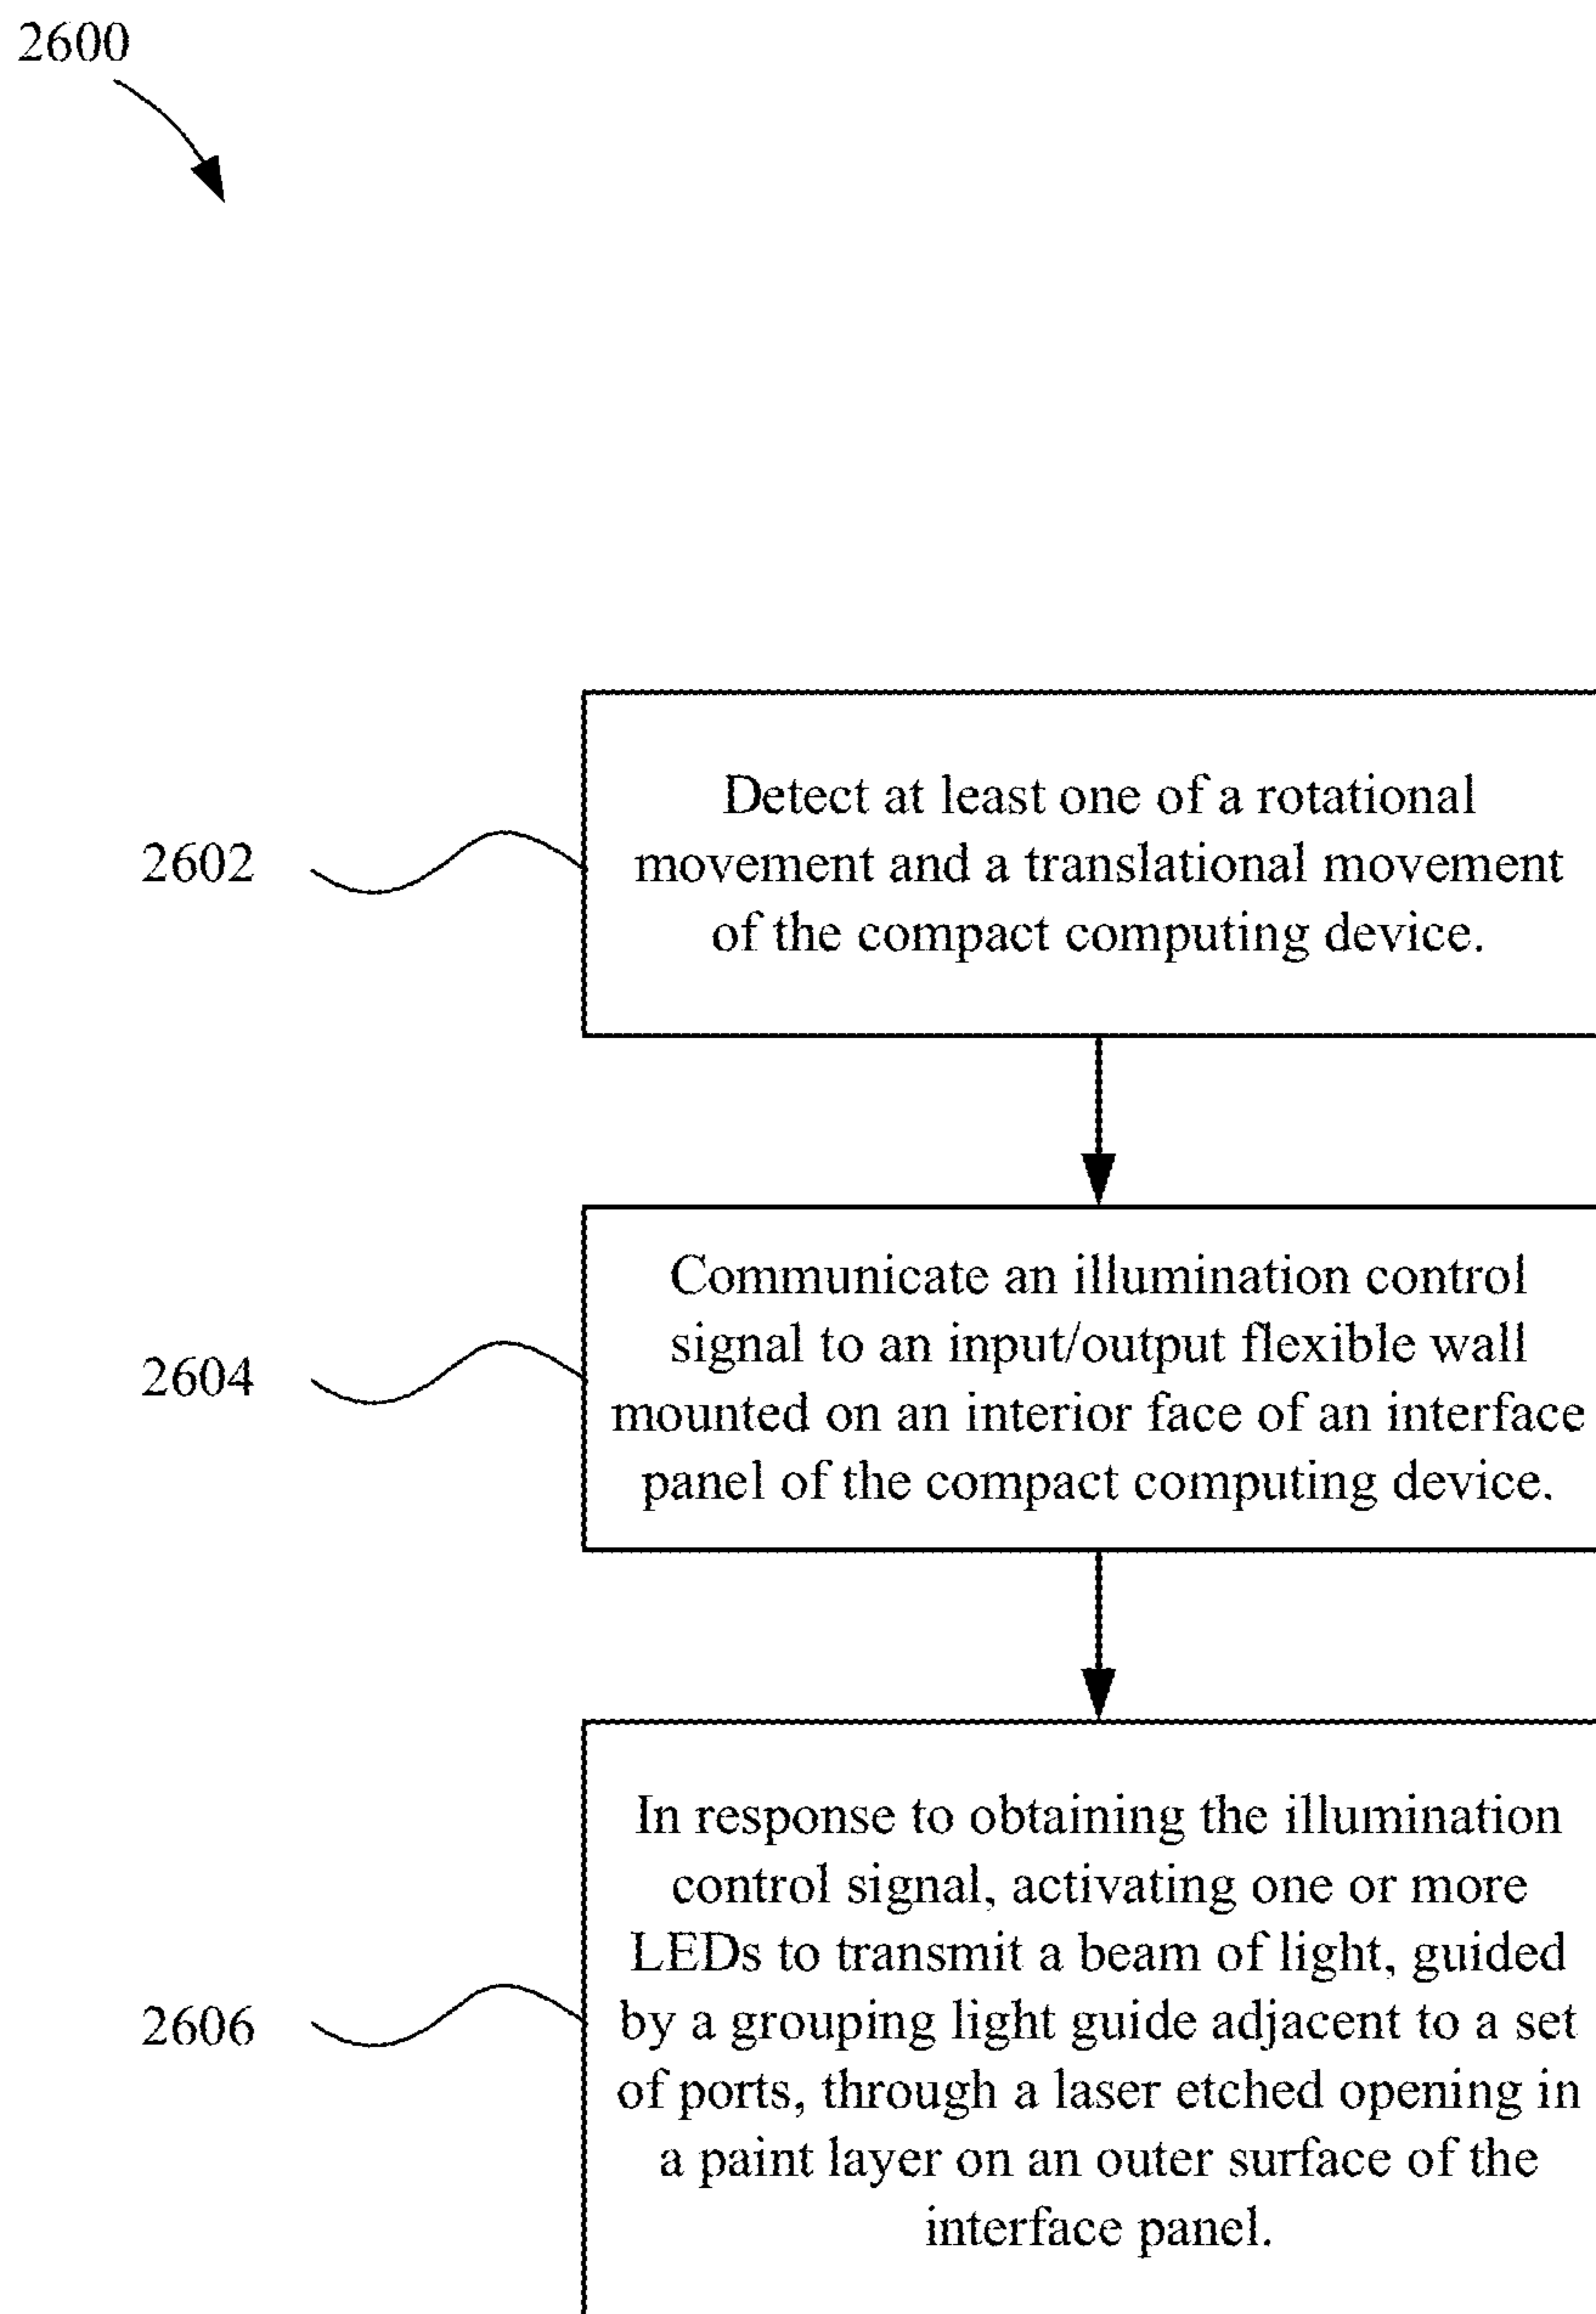 2600
2602
Detect at least one of a rotational
movement and a translational movement
of the compact computing device.
2604
Communicate an illumination control
signal to an input/output flexible wall
mounted on an interior face of an interface
panel of the compact computing device.
2606
In response to obtaining the illumination
control signal, activating one or more
LEDs to transmit a beam of light, guided
by a grouping light guide adjacent to a set
of ports, through a laser etched opening in
a paint layer on an outer surface of the
interface panel.